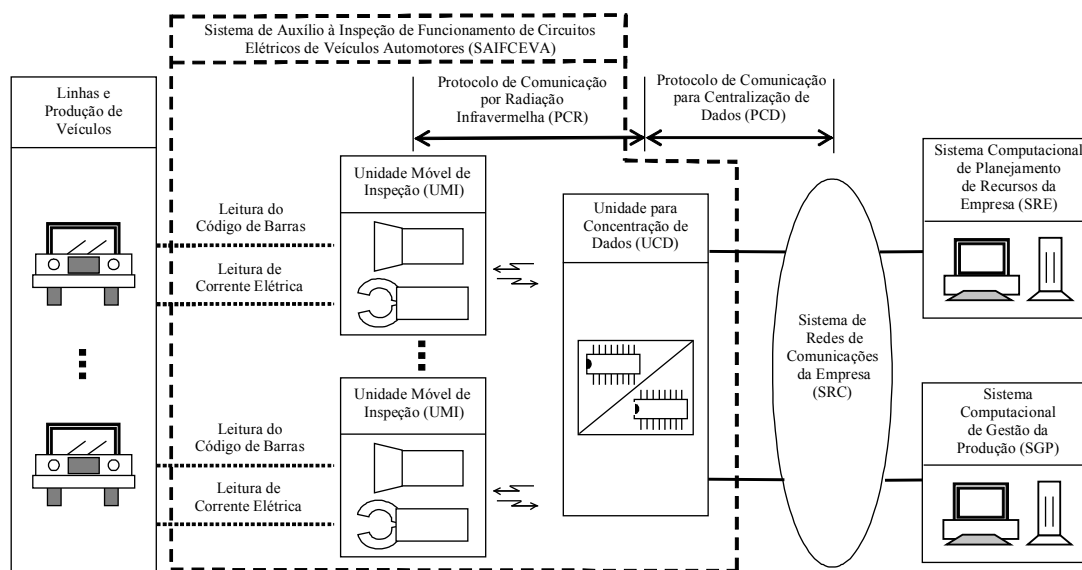 Sistema de Auxílio à Inspeção de Funcionamento de Circuitos
Elétricos de Veículos Automotores (SAIFCEVA)
Linhas e
Produção de
Veículos
Protocolo de Comunicação
por Radiação
Infravermelha (PCR)
Protocolo de Comunicação
para Centralização de
Dados (PCD)
Leitura do
Código de Barras
Leitura de
Corrente Elétrica
Unidade Móvel de
Inspeção (UMI)
Unidade para
Concentração de
Dados (UCD)
Sistema Computacional
de Planejamento
de Recursos da
Empresa (SRE)
Sistema de
Redes de
Comunicações
da Empresa
(SRC)
Leitura do
Código de Barras
Leitura de
Corrente Elétrica
Unidade Móvel de
Inspeção (UMI)
Sistema
Computacional
de Gestão da
Produção (SGP)